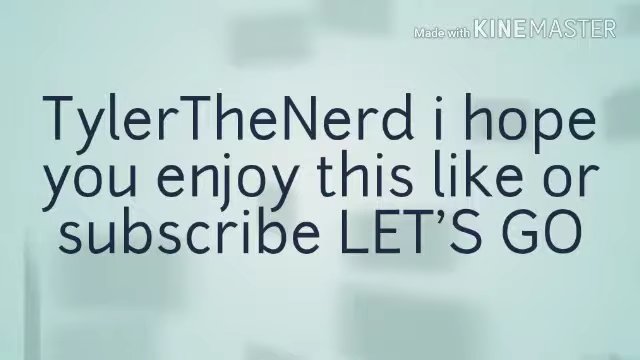 Made with KINEMASTER
TylerTheNerd i hope
you enjoy this like or
subscribe LET'S GO